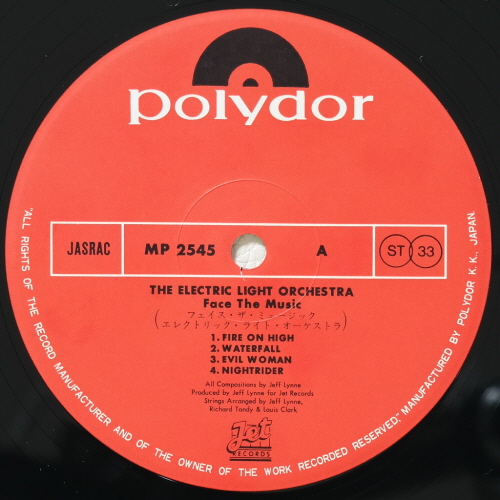 polydor
JASRAC
MP 2545
A
ST 33
THE ELECTRIC LIGHT ORCHESTRA
Face The Music
(フェイス・ザ・ミュージック
エレクトリック・ライト・オーケストラ)
1. FIRE ON HIGH
2. WATERFALL
3. EVIL WOMAN
4. NIGHTRIDER
All Compositions by Jeff Lynne
Produced by Jeff Lynne for Jet Records
Strings Arranged by Jeff Lynne,
Richard Tandy & Louis Clark
Jet
RECORDS
"ALL RIGHTS OF THE RECORD MANUFACTURER AND OF THE OWNER OF THE WORK RECORDED RESERVED," MANUFACTURED BY POLYDOR K.K., JAPAN.